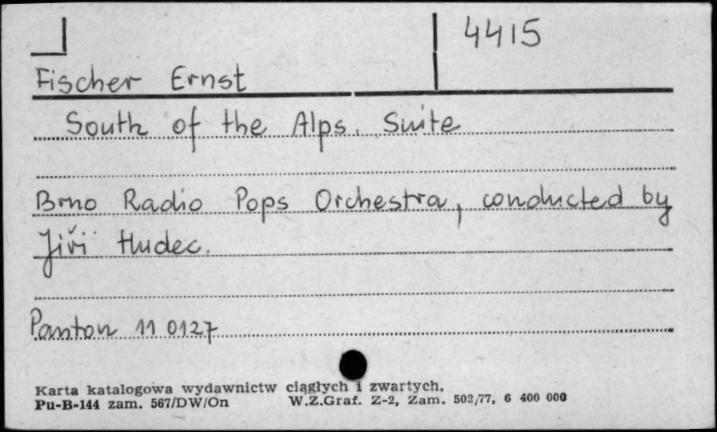 4415
Fischer Ernst
South of the Alps. Suite
Brno Radio Pops Orchestra, conducted by
Jiří Hudec.
Panton 11 0127
Karta katalogowa wydawnictw ciągłych i zwartych.
Pu-B-144 zam. 567/DW/On W.Z.Graf. Z-2, Zam. 502/77, 6 400 000